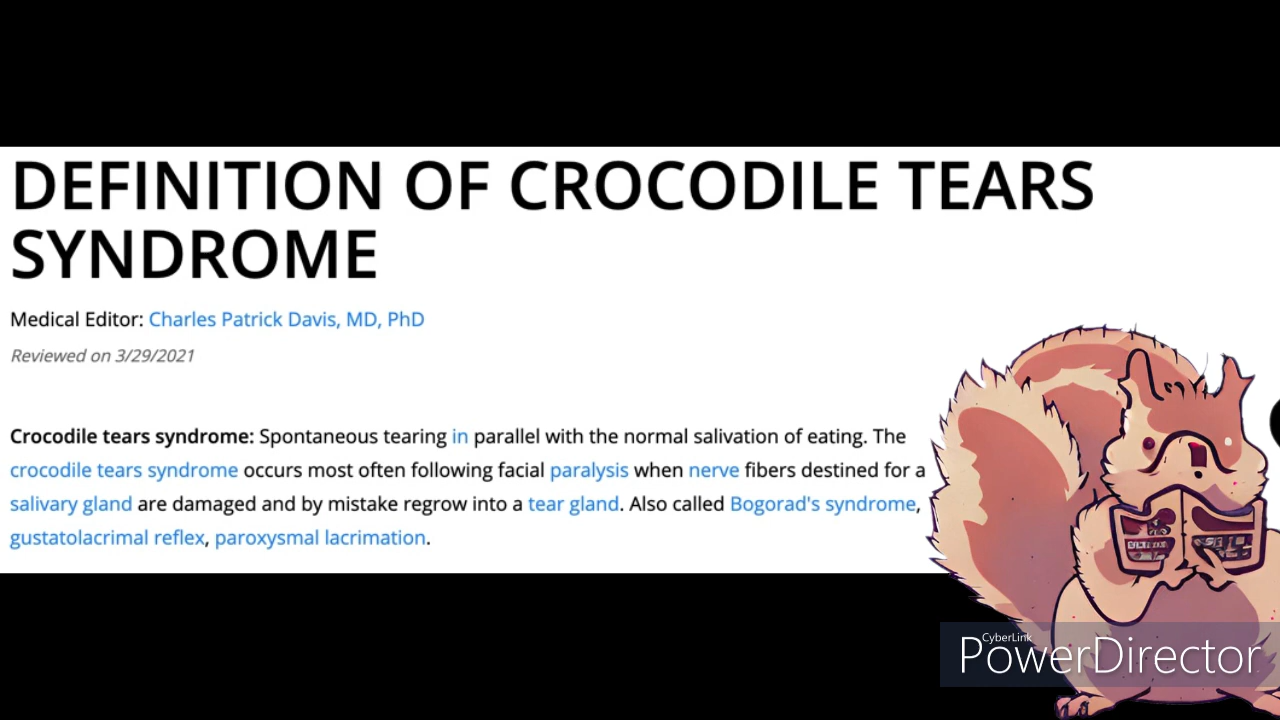 DEFINITION OF CROCODILE TEARS
SYNDROME
Medical Editor: Charles Patrick Davis, MD, PhD
Reviewed on 3/29/2021
Crocodile tears syndrome: Spontaneous tearing in parallel with the normal salivation of eating. The
crocodile tears syndrome occurs most often following facial paralysis when nerve fibers destined for a
salivary gland are damaged and by mistake regrow into a tear gland. Also called Bogorad's syndrome,
gustatolacrimal reflex, paroxysmal lacrimation.
CyberLink
PowerDirector